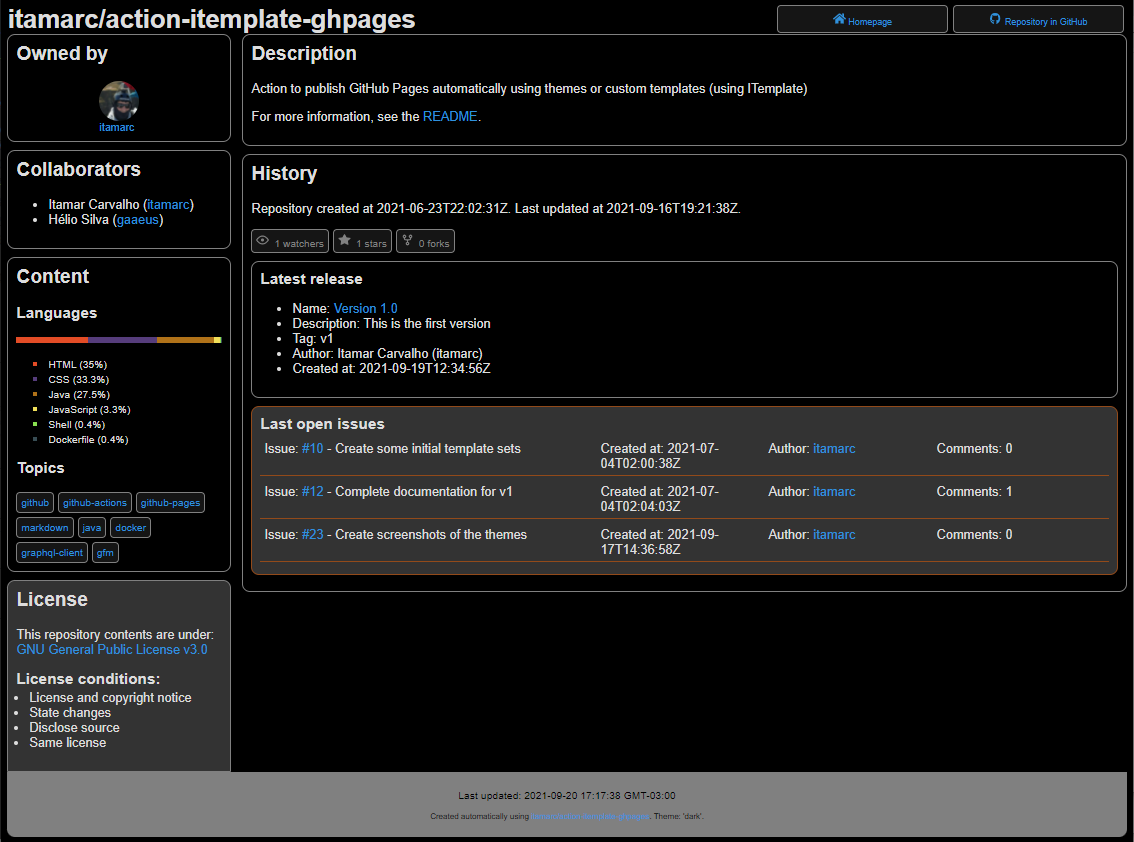 itamarc/action-itemplate-ghpages
Homepage
Repository in GitHub
Owned by
itamarc
Collaborators
Itamar Carvalho (itamarc)
Hélio Silva (gaaeus)
Content
Languages
HTML (35%)
CSS (33.3%)
Java (27.5%)
JavaScript (3.3%)
Shell (0.4%)
Dockerfile (0.4%)
Topics
github github-actions github-pages
markdown java docker
graphql-client gfm
License
This repository contents are under:
GNU General Public License v3.0
License conditions:
License and copyright notice
State changes
Disclose source
Same license
Description
Action to publish GitHub Pages automatically using themes or custom templates (using ITemplate)
For more information, see the README.
History
Repository created at 2021-06-23T22:02:31Z. Last updated at 2021-09-16T19:21:38Z.
1 watchers 1 stars 0 forks
Latest release
Name: Version 1.0
Description: This is the first version
Tag: v1
Author: Itamar Carvalho (itamarc)
Created at: 2021-09-19T12:34:56Z
Last open issues
Issue: #10 - Create some initial template sets Created at: 2021-07- Author: itamarc Comments: 0
04T02:00:38Z
Issue: #12 - Complete documentation for v1 Created at: 2021-07- Author: itamarc Comments: 1
04T02:04:03Z
Issue: #23 - Create screenshots of the themes Created at: 2021-09- Author: itamarc Comments: 0
17T14:36:58Z
Last updated: 2021-09-20 17:17:38 GMT-03:00
Created automatically using . Theme: 'dark'.